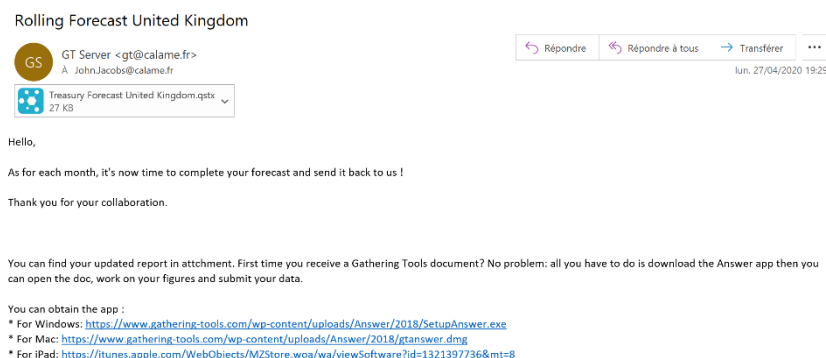 Rolling Forecast United Kingdom
GS
GT Server <gt@calame.fr>
À John.Jacobs@calame.fr
Répondre
Répondre à tous
Transférer
...
lun. 27/04/2020 19:29
Treasury Forecast United Kingdom.qstx
27 KB
Hello,
As for each month, it's now time to complete your forecast and send it back to us !
Thank you for your collaboration.
You can find your updated report in attchment. First time you receive a Gathering Tools document? No problem: all you have to do is download the Answer app then you
can open the doc, work on your figures and submit your data.
You can obtain the app :
* For Windows: https://www.gathering-tools.com/wp-content/uploads/Answer/2018/SetupAnswer.exe
* For Mac: https://www.gathering-tools.com/wp-content/uploads/Answer/2018/gtanswer.dmg
* For iPad: https://itunes.apple.com/WebObjects/MZStore.woa/wa/viewSoftware?id=1321397736&mt=8